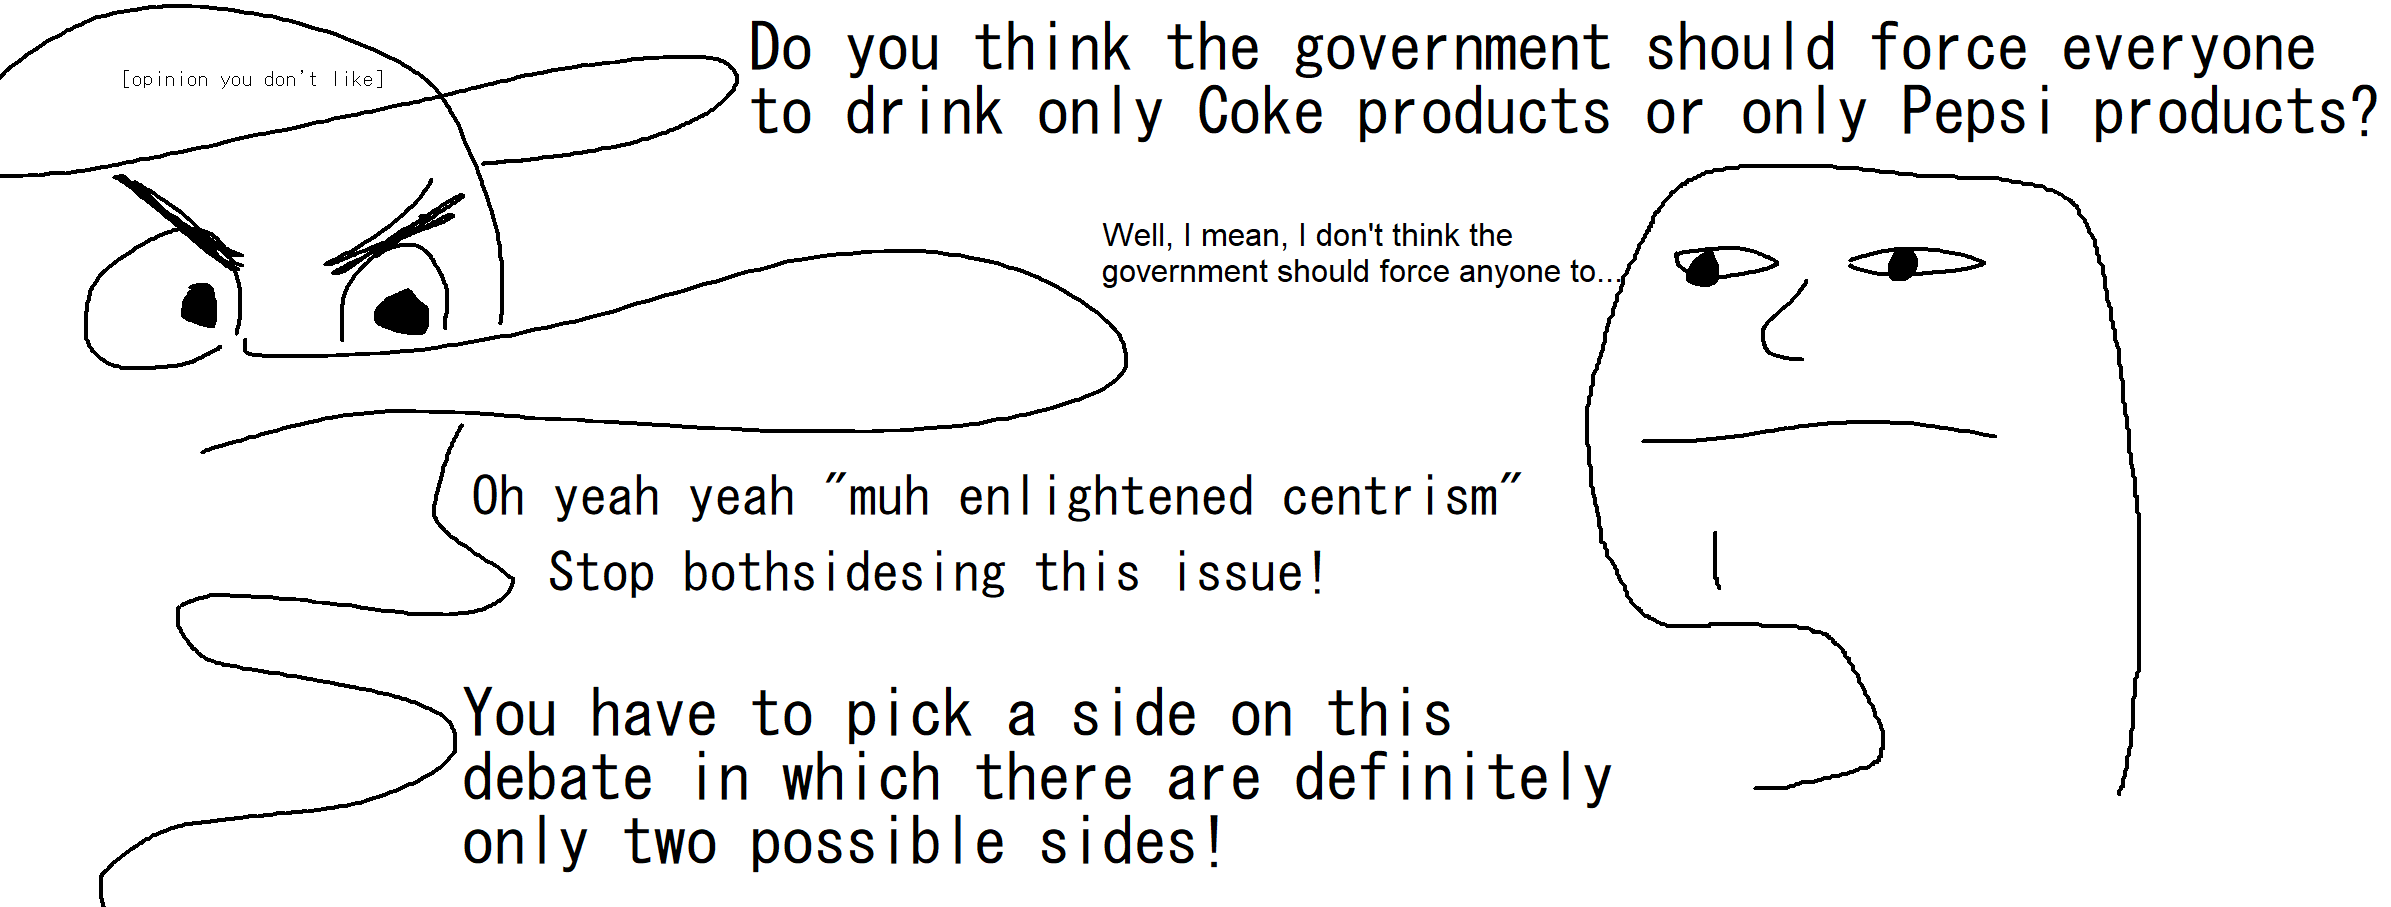 [opinion you don't like]
Do you think the government should force everyone
to drink only Coke products or only Pepsi products?
Well, I mean, I don't think the
government should force anyone to...
Oh yeah yeah "muh enlightened centrism"
Stop bothsidesing this issue!
You have to pick a side on this
debate in which there are definitely
only two possible sides!